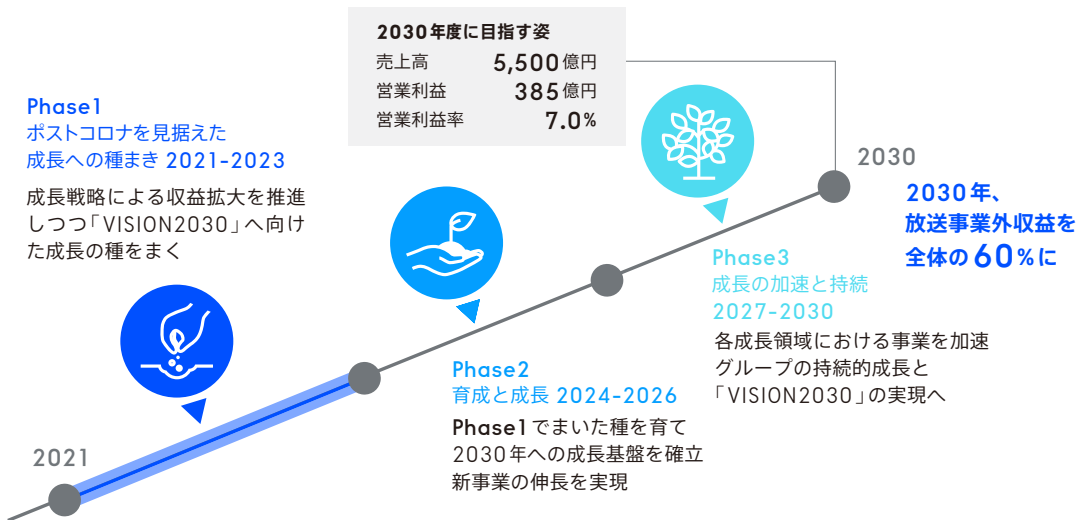 2030年度に目指す姿
売上高 5,500億円
営業利益 385億円
営業利益率 7.0%
Phase1
ポストコロナを見据えた
成長への種まき 2021-2023
成長戦略による収益拡大を推進
しつつ「VISION2030」へ向け
た成長の種をまく
2030
2030年、
放送事業外収益を
全体の60%に
Phase3
成長の加速と持続
2027-2030
各成長領域における事業を加速
グループの持続的成長と
「VISION2030」の実現へ
Phase2
育成と成長 2024-2026
Phase1でまいた種を育て
2030年への成長基盤を確立
新事業の伸長を実現
2021